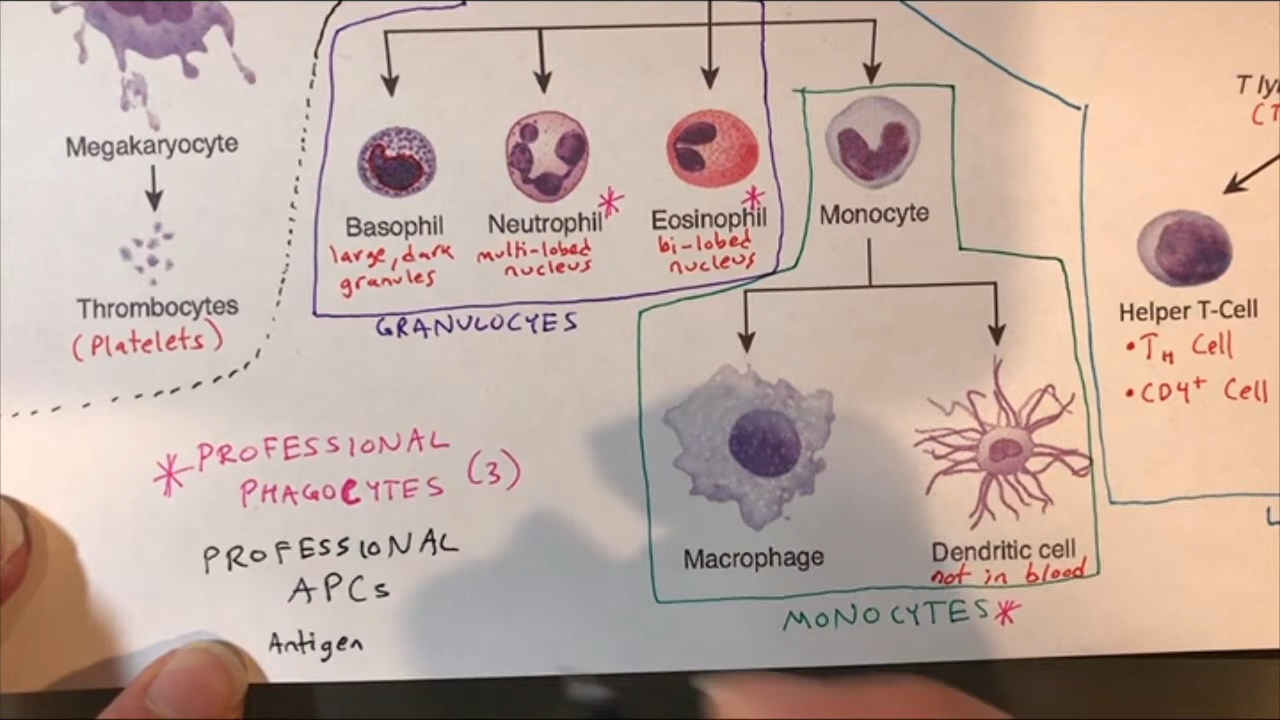 Megakaryocyte
Thrombocytes
(Platelets)
Basophil
large, dark
granules
Neutrophil*
multi-lobed
nucleus
Eosinophil*
bi-lobed
nucleus
Monocyte
GRANULOCYES
Macrophage
Dendritic cell
not in blood
MONOCYTES*
*PROFESSIONAL
PHAGOCYTES (3)
PROFESSIONAL
APCs
Antigen
T
Helper T-Cell
•TH Cell
•CD4+ Cell